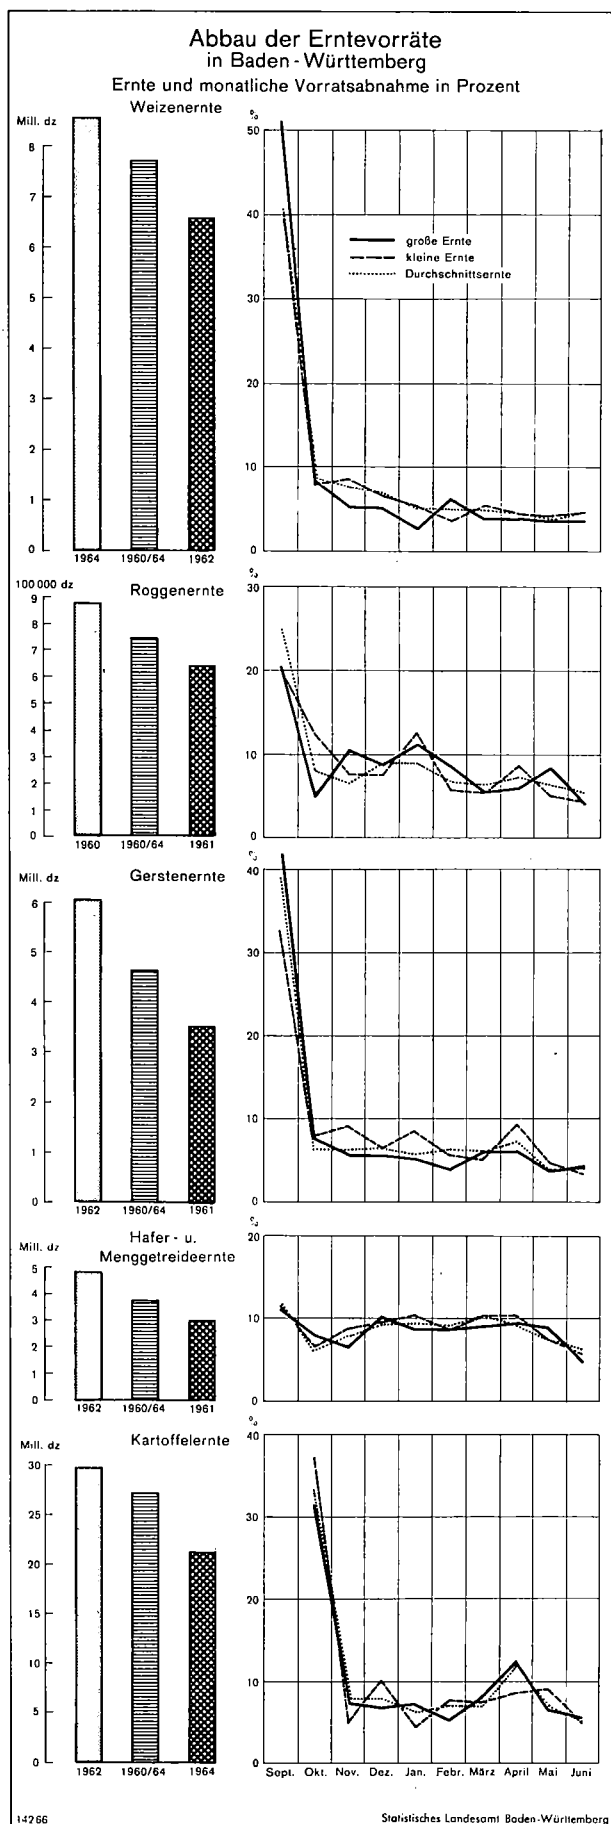 Abbau der Erntevorräte
in Baden-Württemberg
Ernte und monatliche Vorratsabnahme in Prozent
Weizenernte
Mill. dz
8
7
6
5
4
3
2
1
0
1964 1960/64 1962
%
50
40
30
20
10
0
große Ernte
kleine Ernte
Durchschnittsernte
Roggenernte
100 000 dz
9
8
7
6
5
4
3
2
1
0
1960 1960/64 1961
%
30
20
10
0
Gerstenernte
Mill. dz
6
5
4
3
2
1
0
1962 1960/64 1961
%
40
30
20
10
0
Hafer- u.
Menggetreideernte
Mill. dz
5
4
3
2
1
0
1962 1960/64 1961
%
20
10
0
Kartoffelernte
Mill. dz
30
25
20
15
10
5
0
1962 1960/64 1964
%
40
30
20
10
0
Sept. Okt. Nov. Dez. Jan. Febr. März April Mai Juni
14266
Statistisches Landesamt Baden-Württemberg